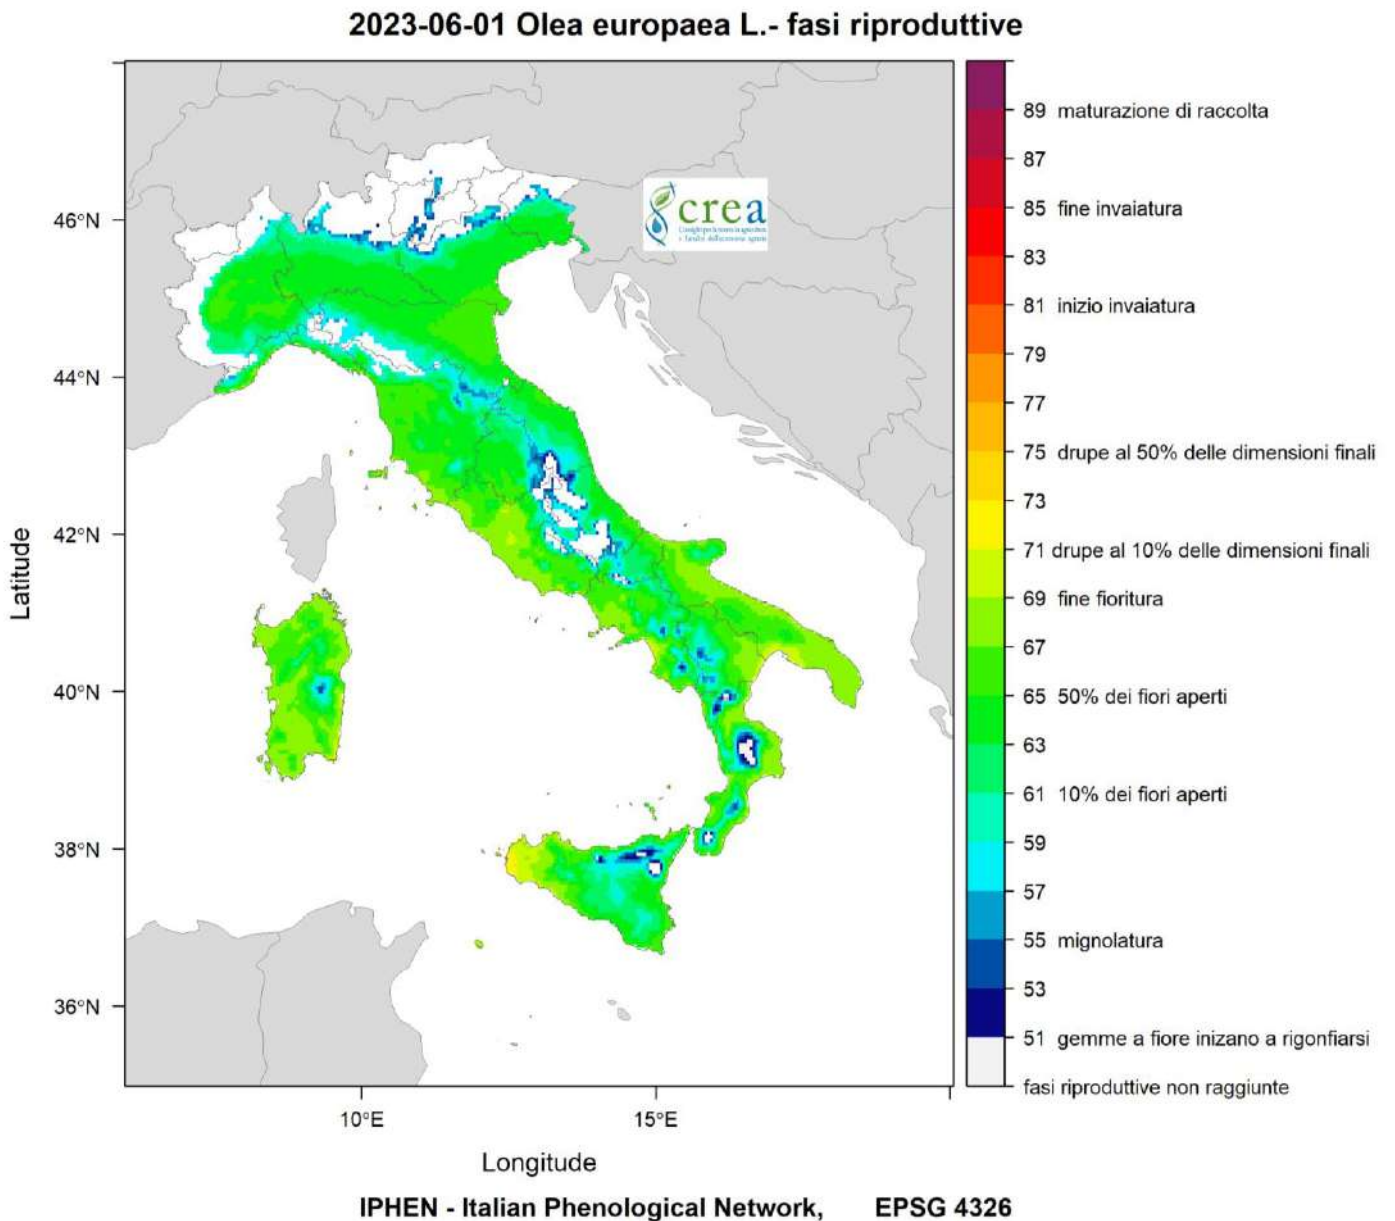 2023-06-01 Olea europaea L.- fasi riproduttive
89 maturazione di raccolta
87
85 fine invaiatura
83
81 inizio invaiatura
79
77
75 drupe al 50% delle dimensioni finali
73
71 drupe al 10% delle dimensioni finali
69 fine fioritura
67
65 50% dei fiori aperti
63
61 10% dei fiori aperti
59
57
55 mignolatura
53
51 gemme a fiore inizano a rigonfiarsi
fasi riproduttive non raggiunte
crea
46°N
44°N
42°N
40°N
38°N
36°N
Latitude
10°E
15°E
Longitude
IPHEN - Italian Phenological Network, EPSG 4326